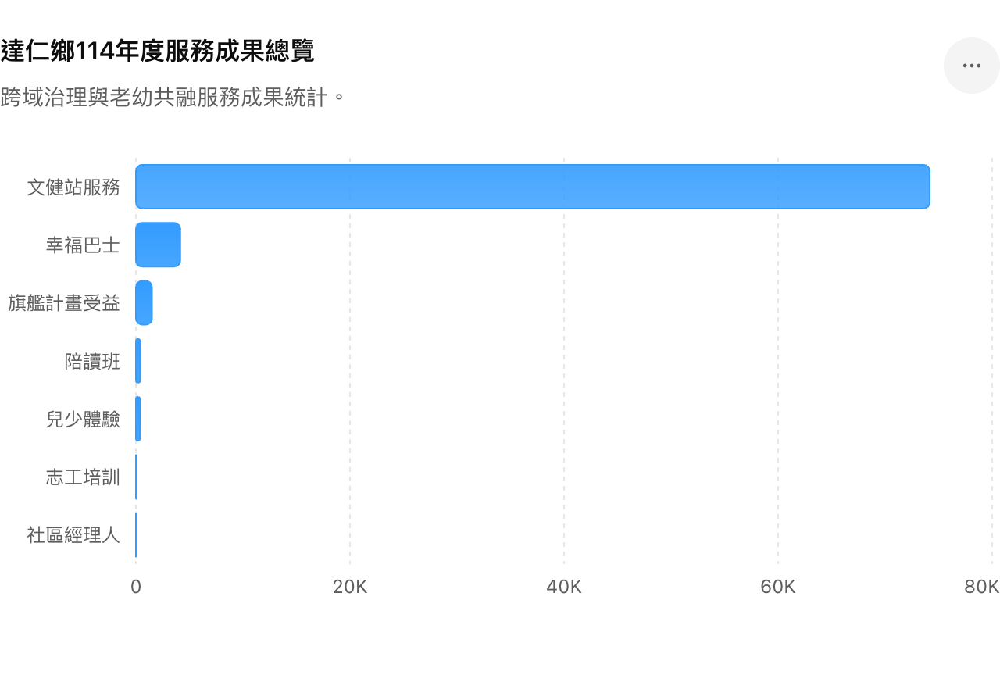 達仁鄉114年度服務成果總覽
跨域治理與老幼共融服務成果統計。
文健站服務
幸福巴士
旗艦計畫受益
陪讀班
兒少體驗
志工培訓
社區經理人
0 20K 40K 60K 80K